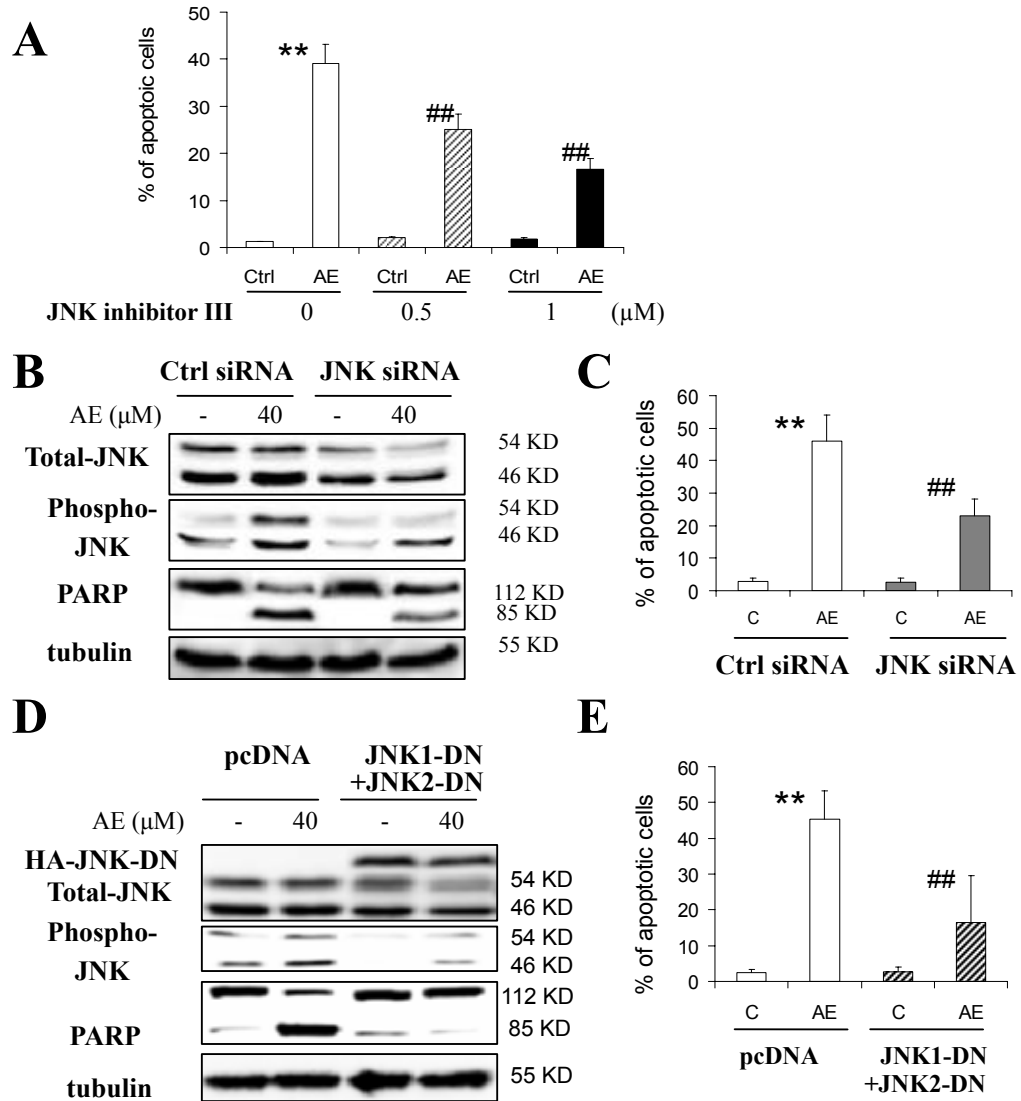 A
% of apoptoic cells
50
40
30
20
10
0
**
##
##
Ctrl AE Ctrl AE Ctrl AE
JNK inhibitor III 0 0.5 1 (μM)
B
Ctrl siRNA JNK siRNA
AE (μM) - 40 - 40
Total-JNK
54 KD
46 KD
Phospho-
JNK
54 KD
46 KD
PARP
112 KD
85 KD
tubulin
55 KD
C
% of apoptotic cells
70
60
50
40
30
20
10
0
**
##
C AE C AE
Ctrl siRNA JNK siRNA
D
pcDNA JNK1-DN
+JNK2-DN
AE (μM) - 40 - 40
HA-JNK-DN
Total-JNK
54 KD
46 KD
Phospho-
JNK
54 KD
46 KD
PARP
112 KD
85 KD
tubulin
55 KD
E
% of apoptotic cells
60
50
40
30
20
10
0
**
##
C AE C AE
pcDNA JNK1-DN
+JNK2-DN